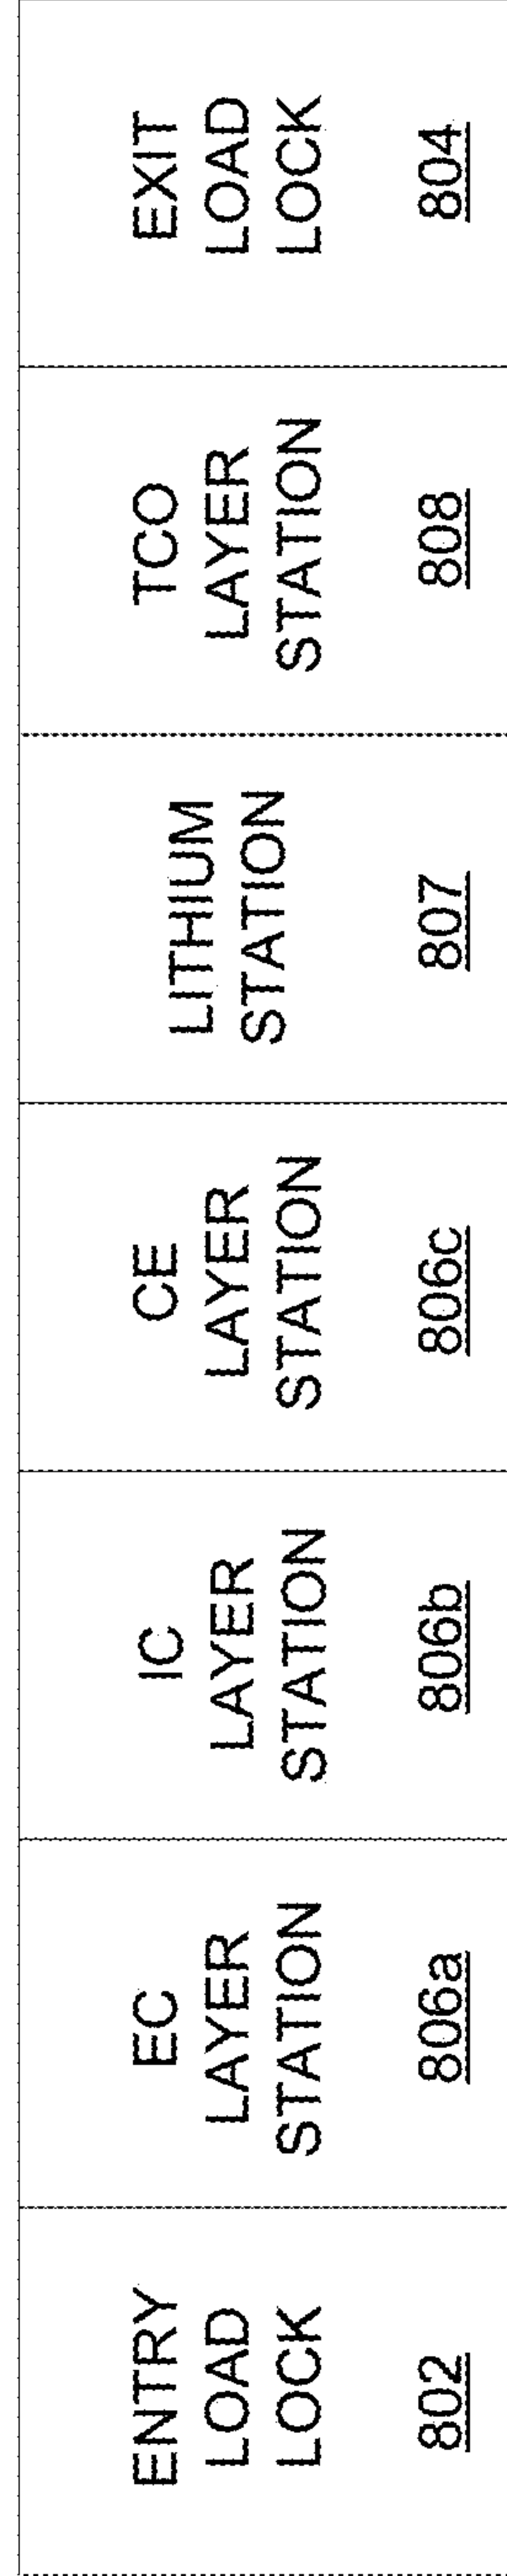 ENTRY
LOAD
LOCK
802
EC
LAYER
STATION
806a
IC
LAYER
STATION
806b
CE
LAYER
STATION
806c
LITHIUM
STATION
807
TCO
LAYER
STATION
808
EXIT
LOAD
LOCK
804